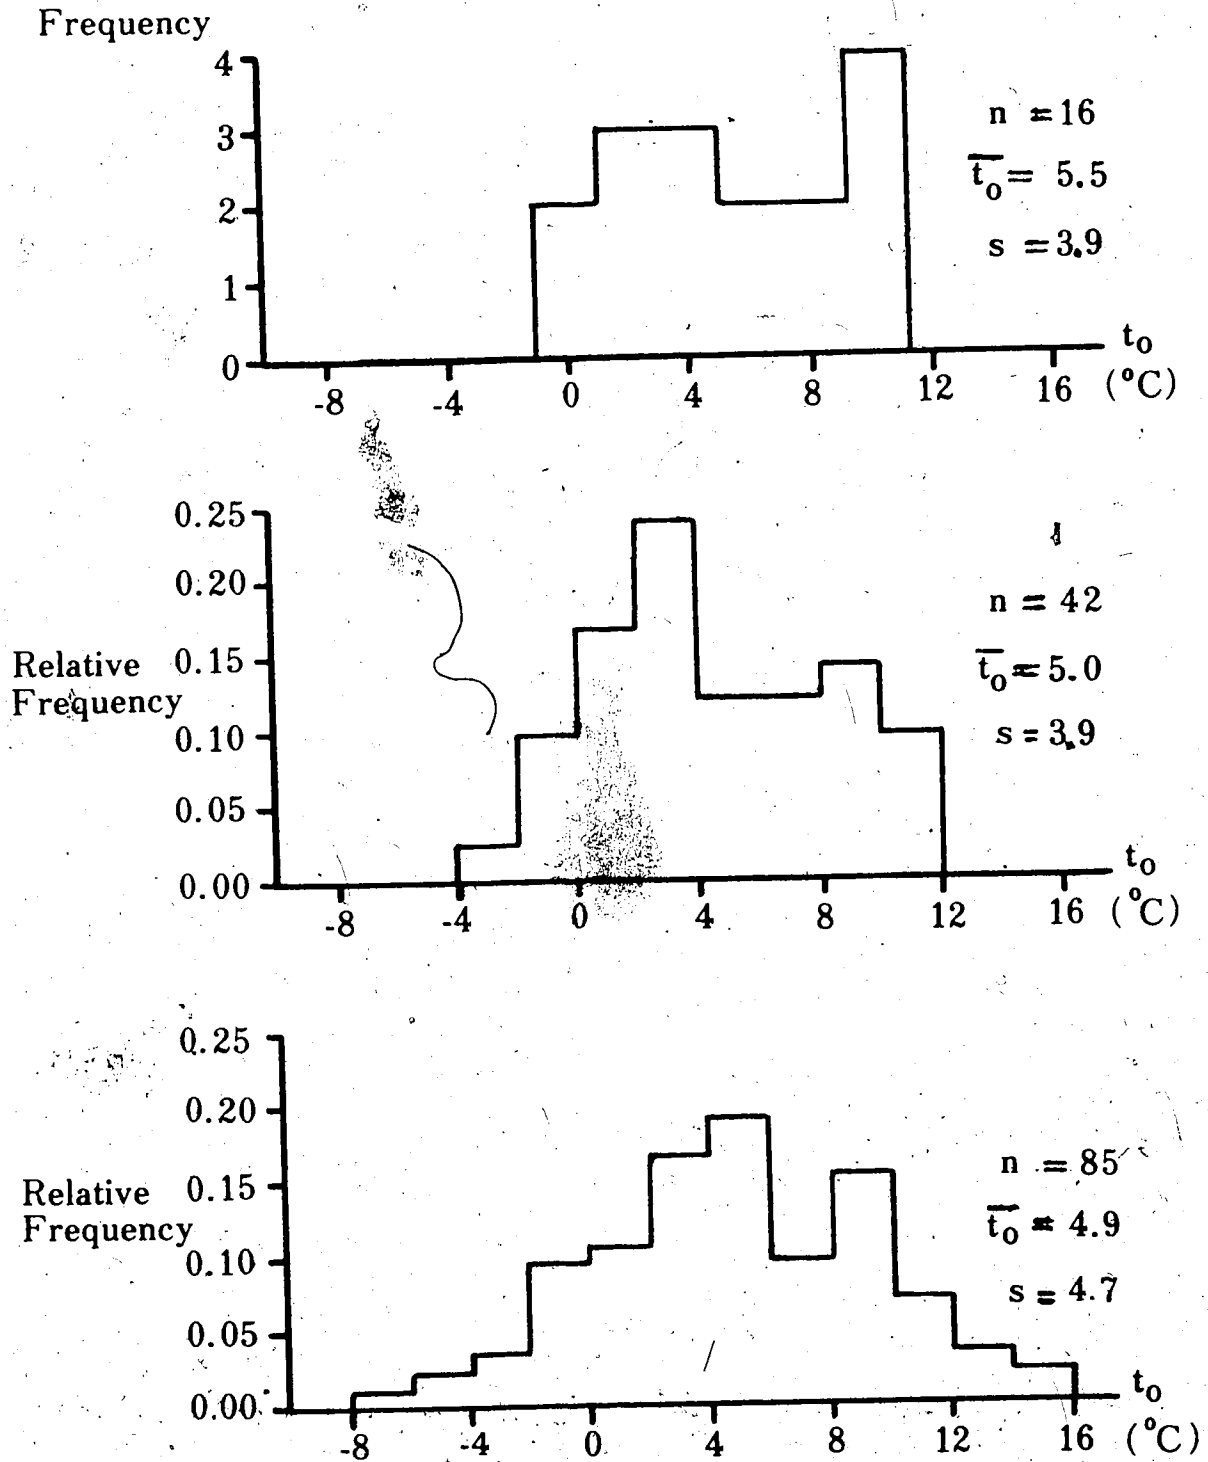 Frequency
4
3
2
1
0
-8 -4 0 4 8 12 16 (°C)
t₀
n = 16
t̅₀ = 5.5
s = 3.9
0.25
0.20
0.15
0.10
0.05
0.00
Relative
Frequency
-8 -4 0 4 8 12 16 (°C)
t₀
n = 42
t̅₀ = 5.0
s = 3.9
0.25
0.20
0.15
0.10
0.05
0.00
Relative
Frequency
-8 -4 0 4 8 12 16 (°C)
t₀
n = 85
t̅₀ = 4.9
s = 4.7